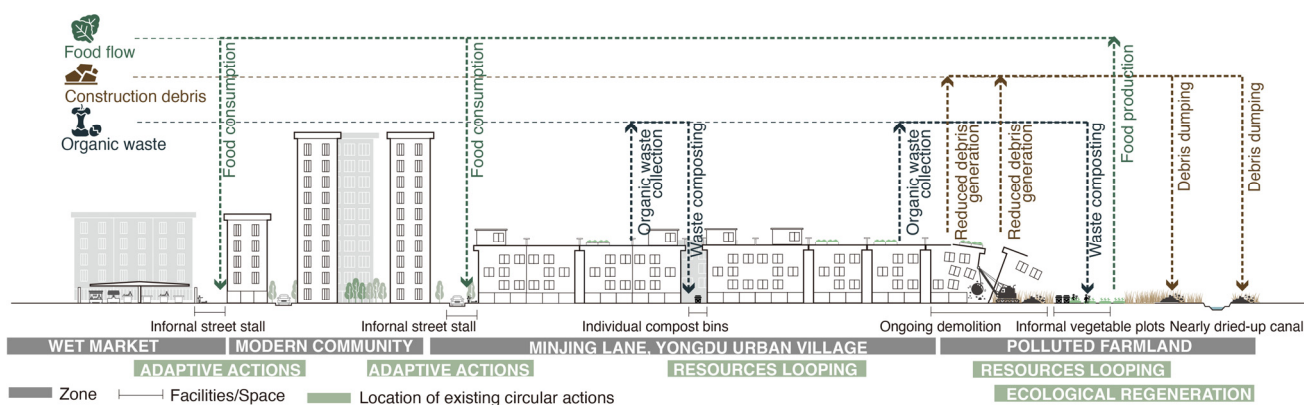 Food flow
Construction debris
Organic waste
Food consumption
Food consumption
Organic waste
collection
Waste composting
Organic waste
collection
Reduced debris
generation
Reduced debris
generation
Waste composting
Food production
Debris dumping
Debris dumping
Infornal street stall
Infornal street stall
Individual compost bins
Ongoing demolition
Informal vegetable plots
Nearly dried-up canal
WET MARKET
MODERN COMMUNITY
MINJING LANE, YONGDU URBAN VILLAGE
POLLUTED FARMLAND
ADAPTIVE ACTIONS
ADAPTIVE ACTIONS
RESOURCES LOOPING
RESOURCES LOOPING
ECOLOGICAL REGENERATION
Zone
Facilities/Space
Location of existing circular actions